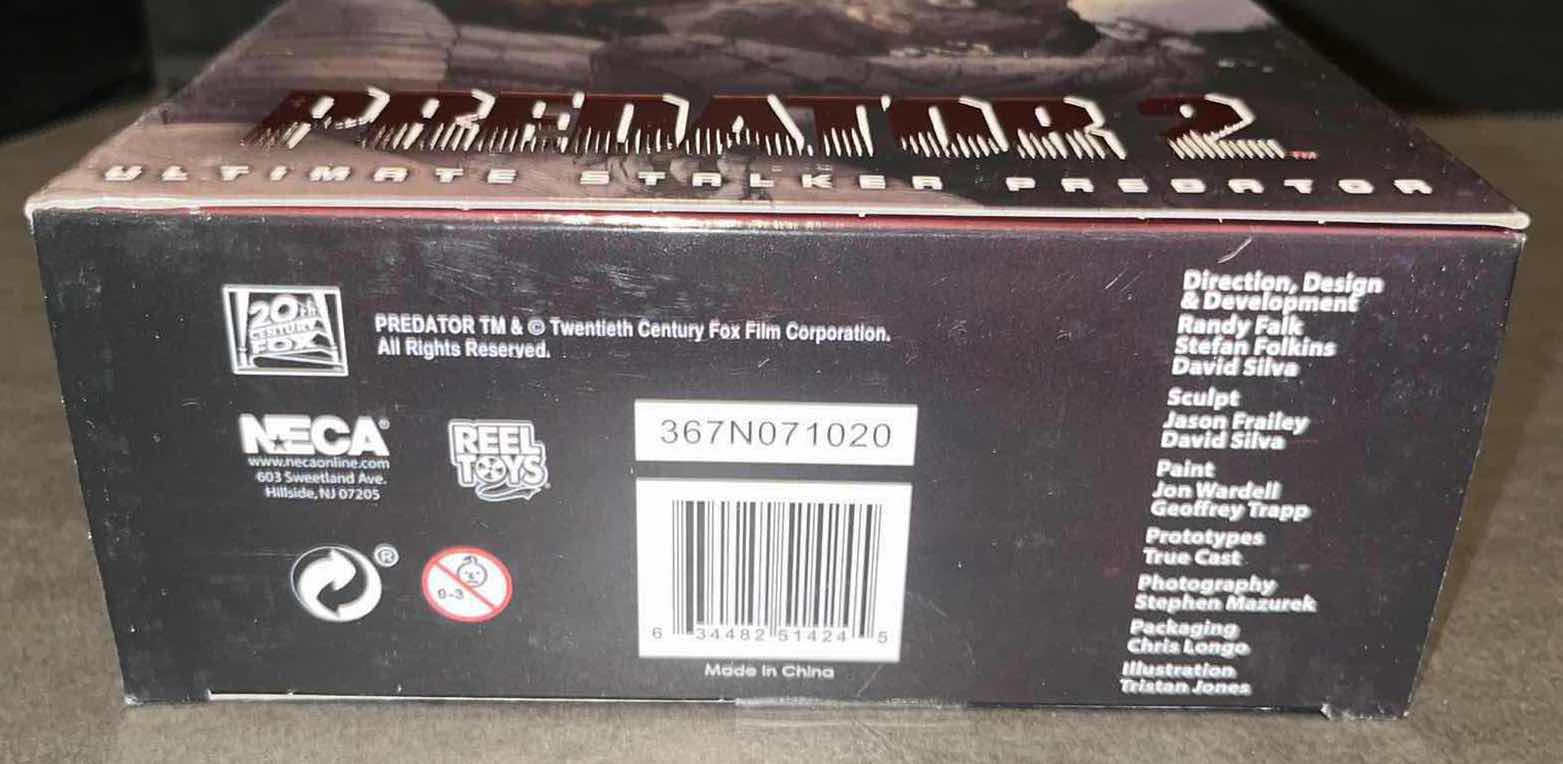 PREDATOR 2™
ULTIMATE STALKER PREDATOR
20th
CENTURY
FOX
PREDATOR TM & © Twentieth Century Fox Film Corporation.
All Rights Reserved.
NECA®
www.necaonline.com
603 Sweetland Ave.
Hillside, NJ 07205
REEL
TOYS
®
0-3
367N071020
6 34482 51424 5
Made in China
Direction, Design
& Development
Randy Falk
Stefan Folkins
David Silva
Sculpt
Jason Frailey
David Silva
Paint
Jon Wardell
Geoffrey Trapp
Prototypes
True Cast
Photography
Stephen Mazurek
Packaging
Chris Longo
Illustration
Tristan Jones